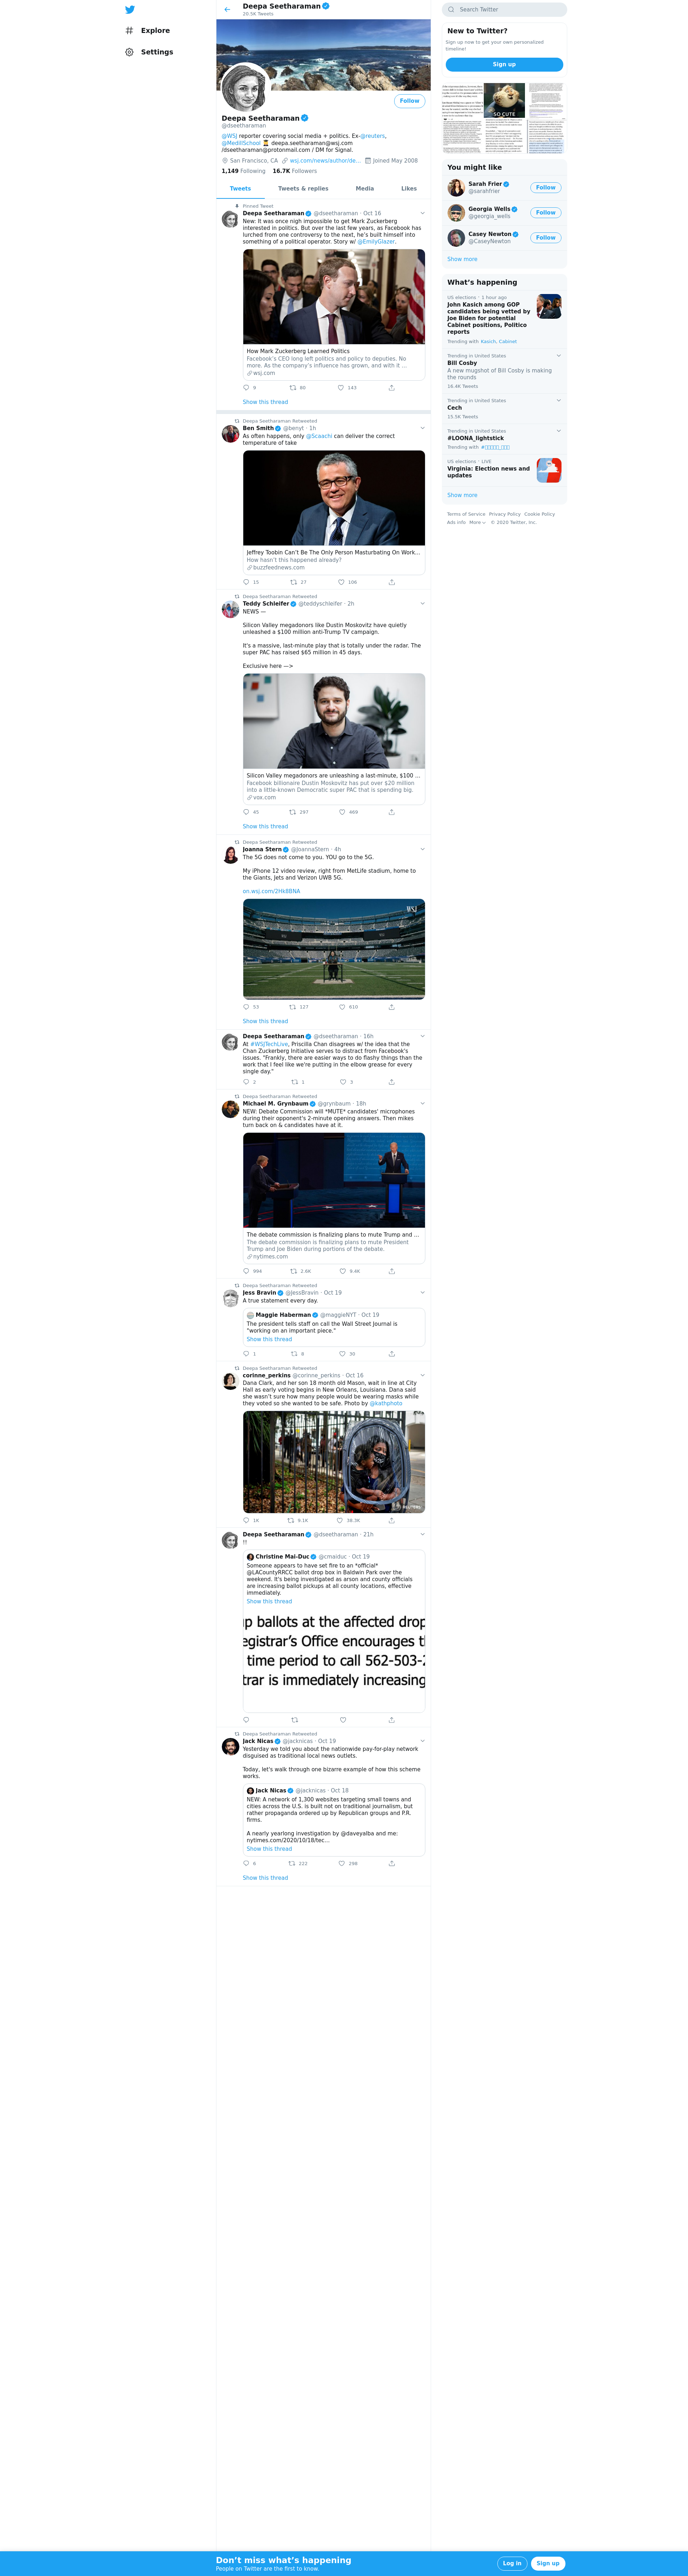 Explore
Settings
Deepa Seetharaman
20.5K Tweets
Follow
Deepa Seetharaman
@dseetharaman
@WSJ reporter covering social media + politics. Ex-@reuters,
@MedillSchool deepa.seetharaman@wsj.com
/dseetharaman@protonmail.com / DM for Signal.
San Francisco, CA wsj.com/news/author/de... Joined May 2008
1,149 Following 16.7K Followers
Tweets Tweets & replies Media Likes
Pinned Tweet
Deepa Seetharaman @dseetharaman · Oct 16
New: It was once nigh impossible to get Mark Zuckerberg
interested in politics. But over the last few years, as Facebook has
lurched from one controversy to the next, he's built himself into
something of a political operator. Story w/ @EmilyGlazer.
How Mark Zuckerberg Learned Politics
Facebook's CEO long left politics and policy to deputies. No
more. As the company's influence has grown, and with it ...
wsj.com
9 80 143
Show this thread
Deepa Seetharaman Retweeted
Ben Smith @benyt · 1h
As often happens, only @Scaachi can deliver the correct
temperature of take
Jeffrey Toobin Can't Be The Only Person Masturbating On Work...
How hasn't this happened already?
buzzfeednews.com
15 27 106
Deepa Seetharaman Retweeted
Teddy Schleifer @teddyschleifer · 2h
NEWS —
Silicon Valley megadonors like Dustin Moskovitz have quietly
unleashed a $100 million anti-Trump TV campaign.
It's a massive, last-minute play that is totally under the radar. The
super PAC has raised $65 million in 45 days.
Exclusive here —>
Silicon Valley megadonors are unleashing a last-minute, $100 ...
Facebook billionaire Dustin Moskovitz has put over $20 million
into a little-known Democratic super PAC that is spending big.
vox.com
45 297 469
Show this thread
Deepa Seetharaman Retweeted
Joanna Stern @JoannaStern · 4h
The 5G does not come to you. YOU go to the 5G.
My iPhone 12 video review, right from MetLife stadium, home to
the Giants, Jets and Verizon UWB 5G.
on.wsj.com/2Hk8BNA
WSJ
53 127 610
Show this thread
Deepa Seetharaman @dseetharaman · 16h
At #WSJTechLive, Priscilla Chan disagrees w/ the idea that the
Chan Zuckerberg Initiative serves to distract from Facebook's
issues. "Frankly, there are easier ways to do flashy things than the
work that I feel like we're putting in the elbow grease for every
single day."
2 1 3
Deepa Seetharaman Retweeted
Michael M. Grynbaum @grynbaum · 18h
NEW: Debate Commission will *MUTE* candidates' microphones
during their opponent's 2-minute opening answers. Then mikes
turn back on & candidates have at it.
The debate commission is finalizing plans to mute Trump and ...
The debate commission is finalizing plans to mute President
Trump and Joe Biden during portions of the debate.
nytimes.com
994 2.6K 9.4K
Deepa Seetharaman Retweeted
Jess Bravin @JessBravin · Oct 19
A true statement every day.
Maggie Haberman @maggieNYT · Oct 19
The president tells staff on call the Wall Street Journal is
"working on an important piece."
Show this thread
1 6 30
Deepa Seetharaman Retweeted
corinne_perkins @corinne_perkins · Oct 16
Dana Clark, and her son 18 month old Mason, wait in line at City
Hall as early voting begins in New Orleans, Louisiana. Dana said
she wasn't sure how many people would be wearing masks while
they voted so she wanted to be safe. Photo by @kathphoto
1K 9.1K 38.3K
Deepa Seetharaman @dseetharaman · 21h
!!!
Christine Mai-Duc @cmaiduc · Oct 19
Someone appears to have set fire to an *official*
@LACountyRRCC ballot drop box in Baldwin Park over the
weekend. It's being investigated as arson and county officials
are increasing ballot pickups at all county locations, effective
immediately.
Show this thread
up ballots at the affected drop
egistrar's Office encourages th
time period to call 562-503-2
trar is immediately increasing
Deepa Seetharaman Retweeted
Jack Nicas @jacknicas · Oct 19
Yesterday we told you about the nationwide pay-for-play network
disguised as traditional local news outlets.
Today, let's walk through one bizarre example of how this scheme
works.
Jack Nicas @jacknicas · Oct 18
NEW: A network of 1,300 websites targeting small towns and
cities across the U.S. is built not on traditional journalism, but
rather propaganda ordered up by Republican groups and P.R.
firms.
A nearly yearlong investigation by @daveyalba and me:
nytimes.com/2020/10/18/tec...
Show this thread
6 222 298
Show this thread
Search Twitter
New to Twitter?
Sign up now to get your own personalized
timeline!
Sign up
SO CUTE
You might like
Sarah Frier
@sarahfrier
Follow
Georgia Wells
@georgia_wells
Follow
Casey Newton
@CaseyNewton
Follow
Show more
What's happening
US elections · 1 hour ago
John Kasich among GOP
candidates being vetted by
Joe Biden for potential
Cabinet positions, Politico
reports
Trending with Kasich, Cabinet
Trending in United States
Bill Cosby
A new mugshot of Bill Cosby is making
the rounds
16.4K Tweets
Trending in United States
Cech
15.5K Tweets
Trending in United States
#LOONA_lightstick
Trending with
US elections · LIVE
Virginia: Election news and
updates
Show more
Terms of Service Privacy Policy Cookie Policy
Ads info More © 2020 Twitter, Inc.
Don't miss what's happening
People on Twitter are the first to know.
Log in Sign up